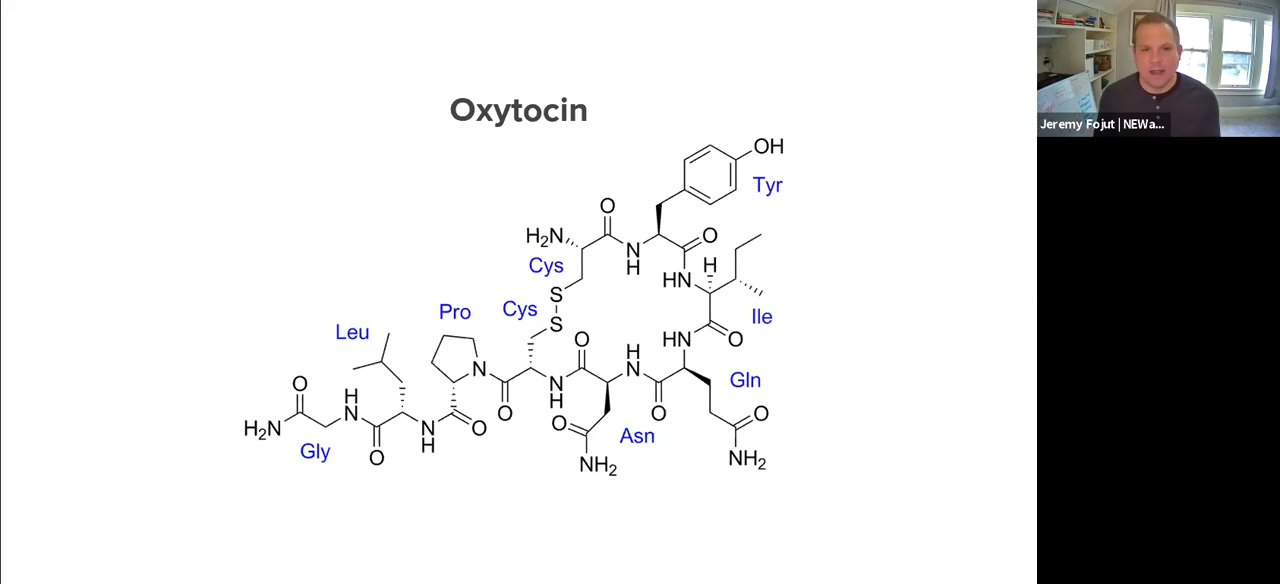 Oxytocin
OH
Tyr
O
H₂N
N
H
O
Cys
HN
H
S
Cys
S
Ile
Pro
O
HN
O
Leu
H
N
N
N
H
O
O
Gln
O
H
N
O
Asn
O
H₂N
N
H
O
Gly
O
NH₂
NH₂
Jeremy Fojut | NEWa...